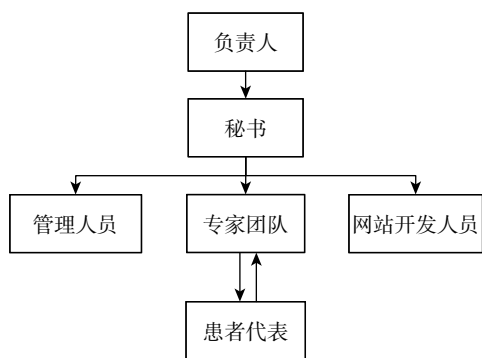 负责人
秘书
管理人员
专家团队
网站开发人员
患者代表